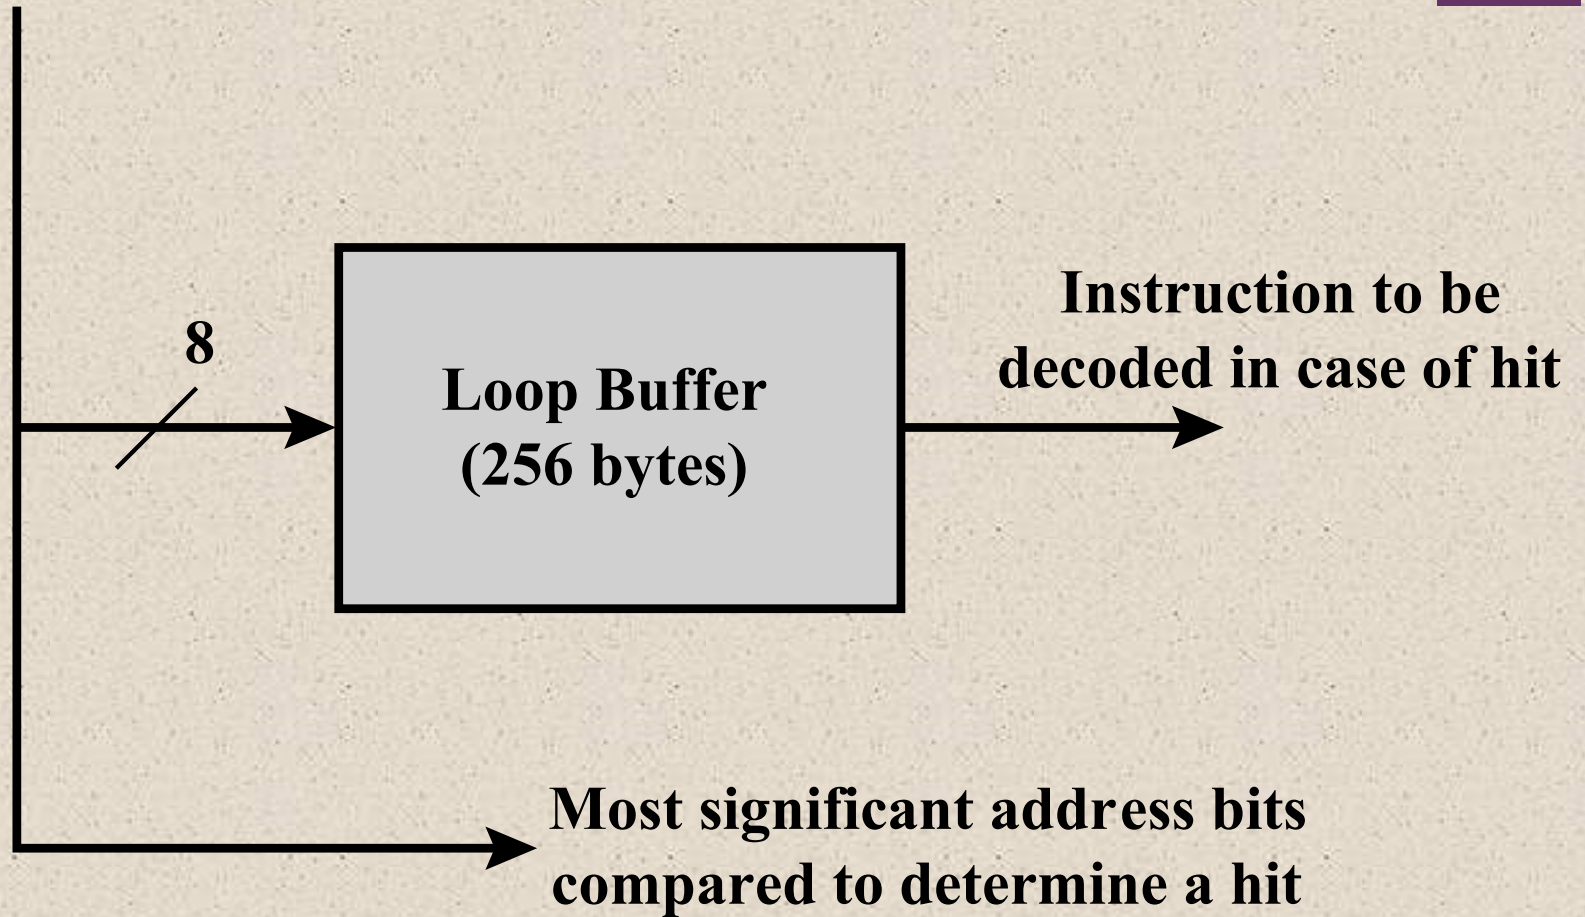 8
Loop Buffer
(256 bytes)
Instruction to be
decoded in case of hit
Most significant address bits
compared to determine a hit